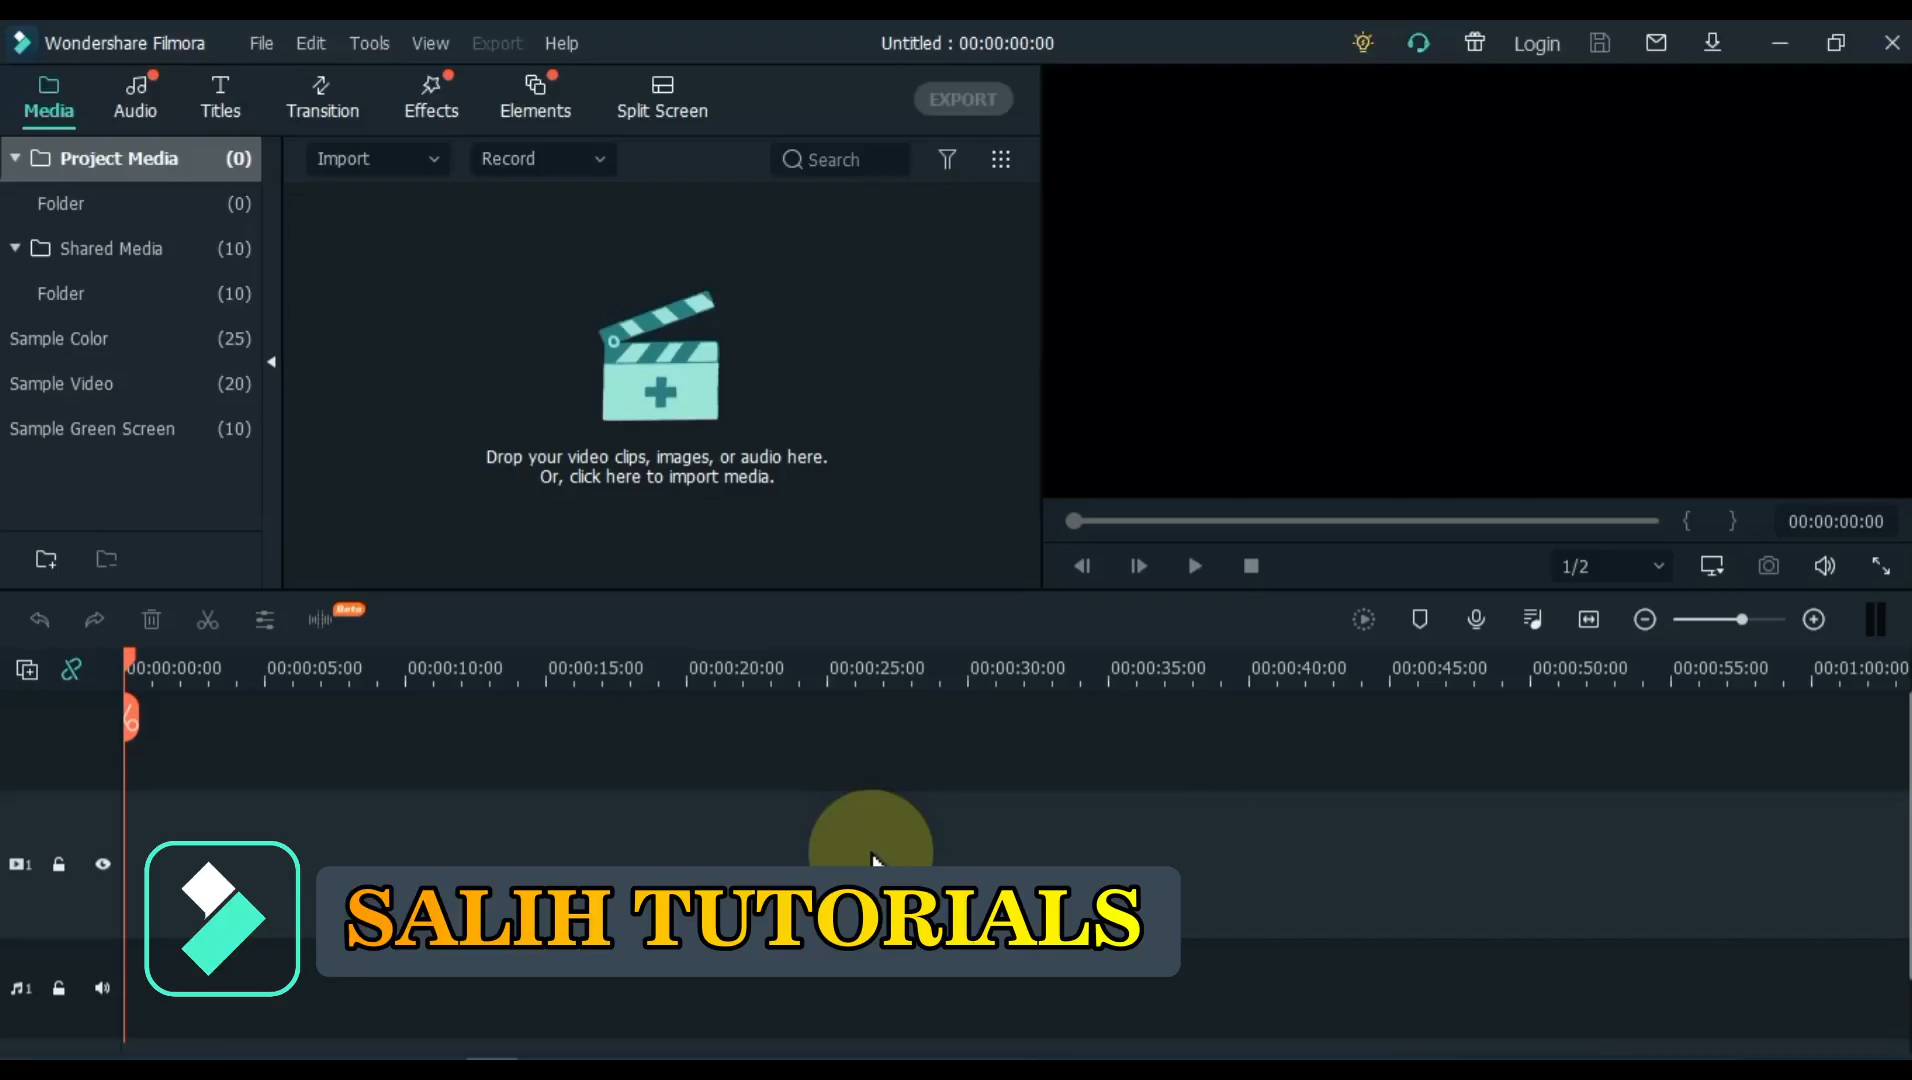 Wondershare Filmora File Edit Tools View Export Help Untitled : 00:00:00:00 Login
Media Audio Titles Transition Effects Elements Split Screen EXPORT
Project Media (0) Import Record Search
Folder (0)
Shared Media (10)
Folder (10)
Sample Color (25)
Sample Video (20)
Sample Green Screen (10)
Drop your video clips, images, or audio here.
Or, click here to import media.
{ } 00:00:00:00
1/2
Beta
00:00:00:00 00:00:05:00 00:00:10:00 00:00:15:00 00:00:20:00 00:00:25:00 00:00:30:00 00:00:35:00 00:00:40:00 00:00:45:00 00:00:50:00 00:00:55:00 00:01:00:00
1
SALIH TUTORIALS
1